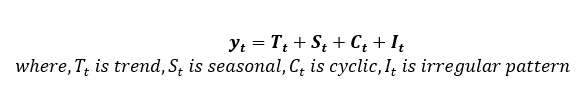 yₜ = Tₜ + Sₜ + Cₜ + Iₜ
where, Tₜ is trend, Sₜ is seasonal, Cₜ is cyclic, Iₜ is irregular pattern